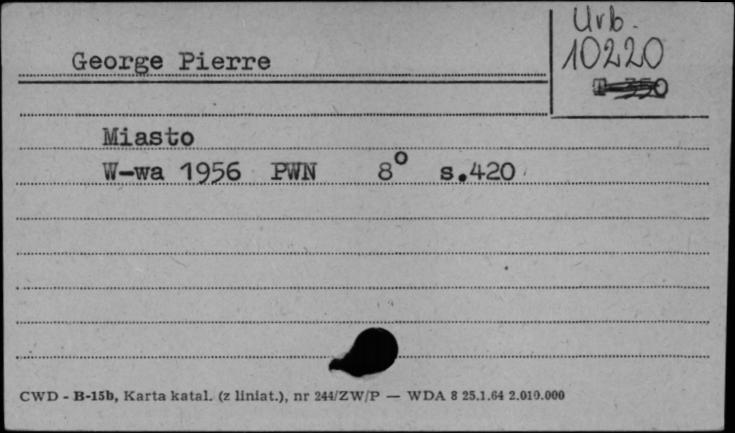 Urb.
10220
George Pierre
Miasto
W-wa 1956 PWN 8° s.420
CWD - B-15b, Karta katal. (z liniat.), nr 244/ZW/P — WDA 8 25.1.64 2.010.000